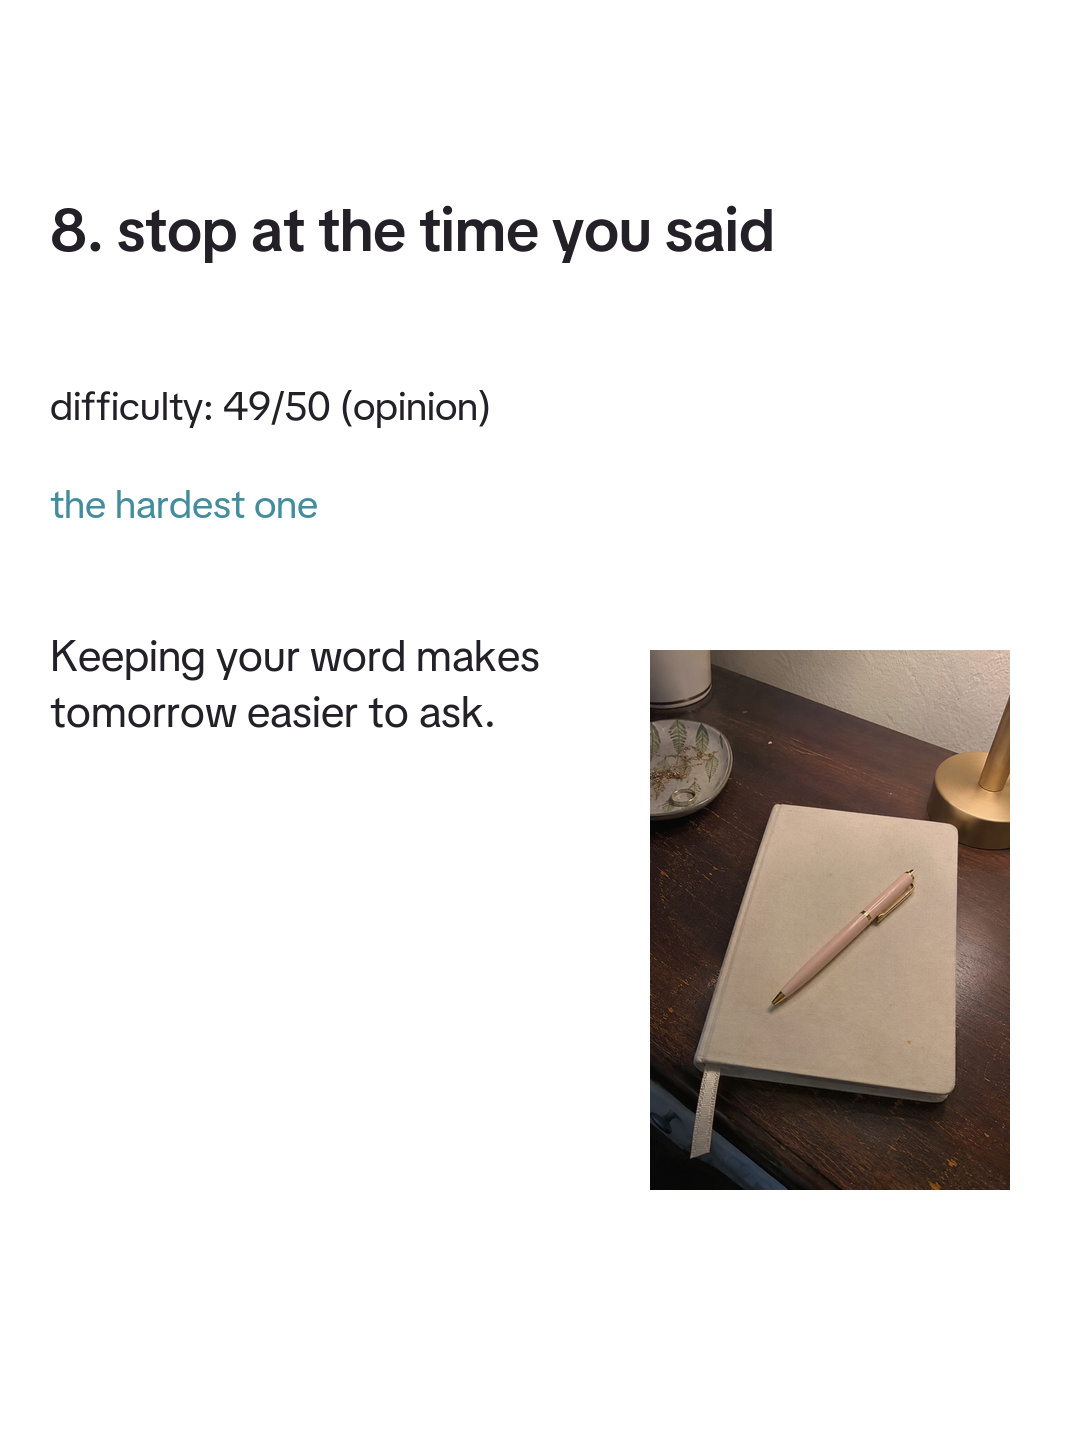 8. stop at the time you said
difficulty: 49/50 (opinion)
the hardest one
Keeping your word makes
tomorrow easier to ask.